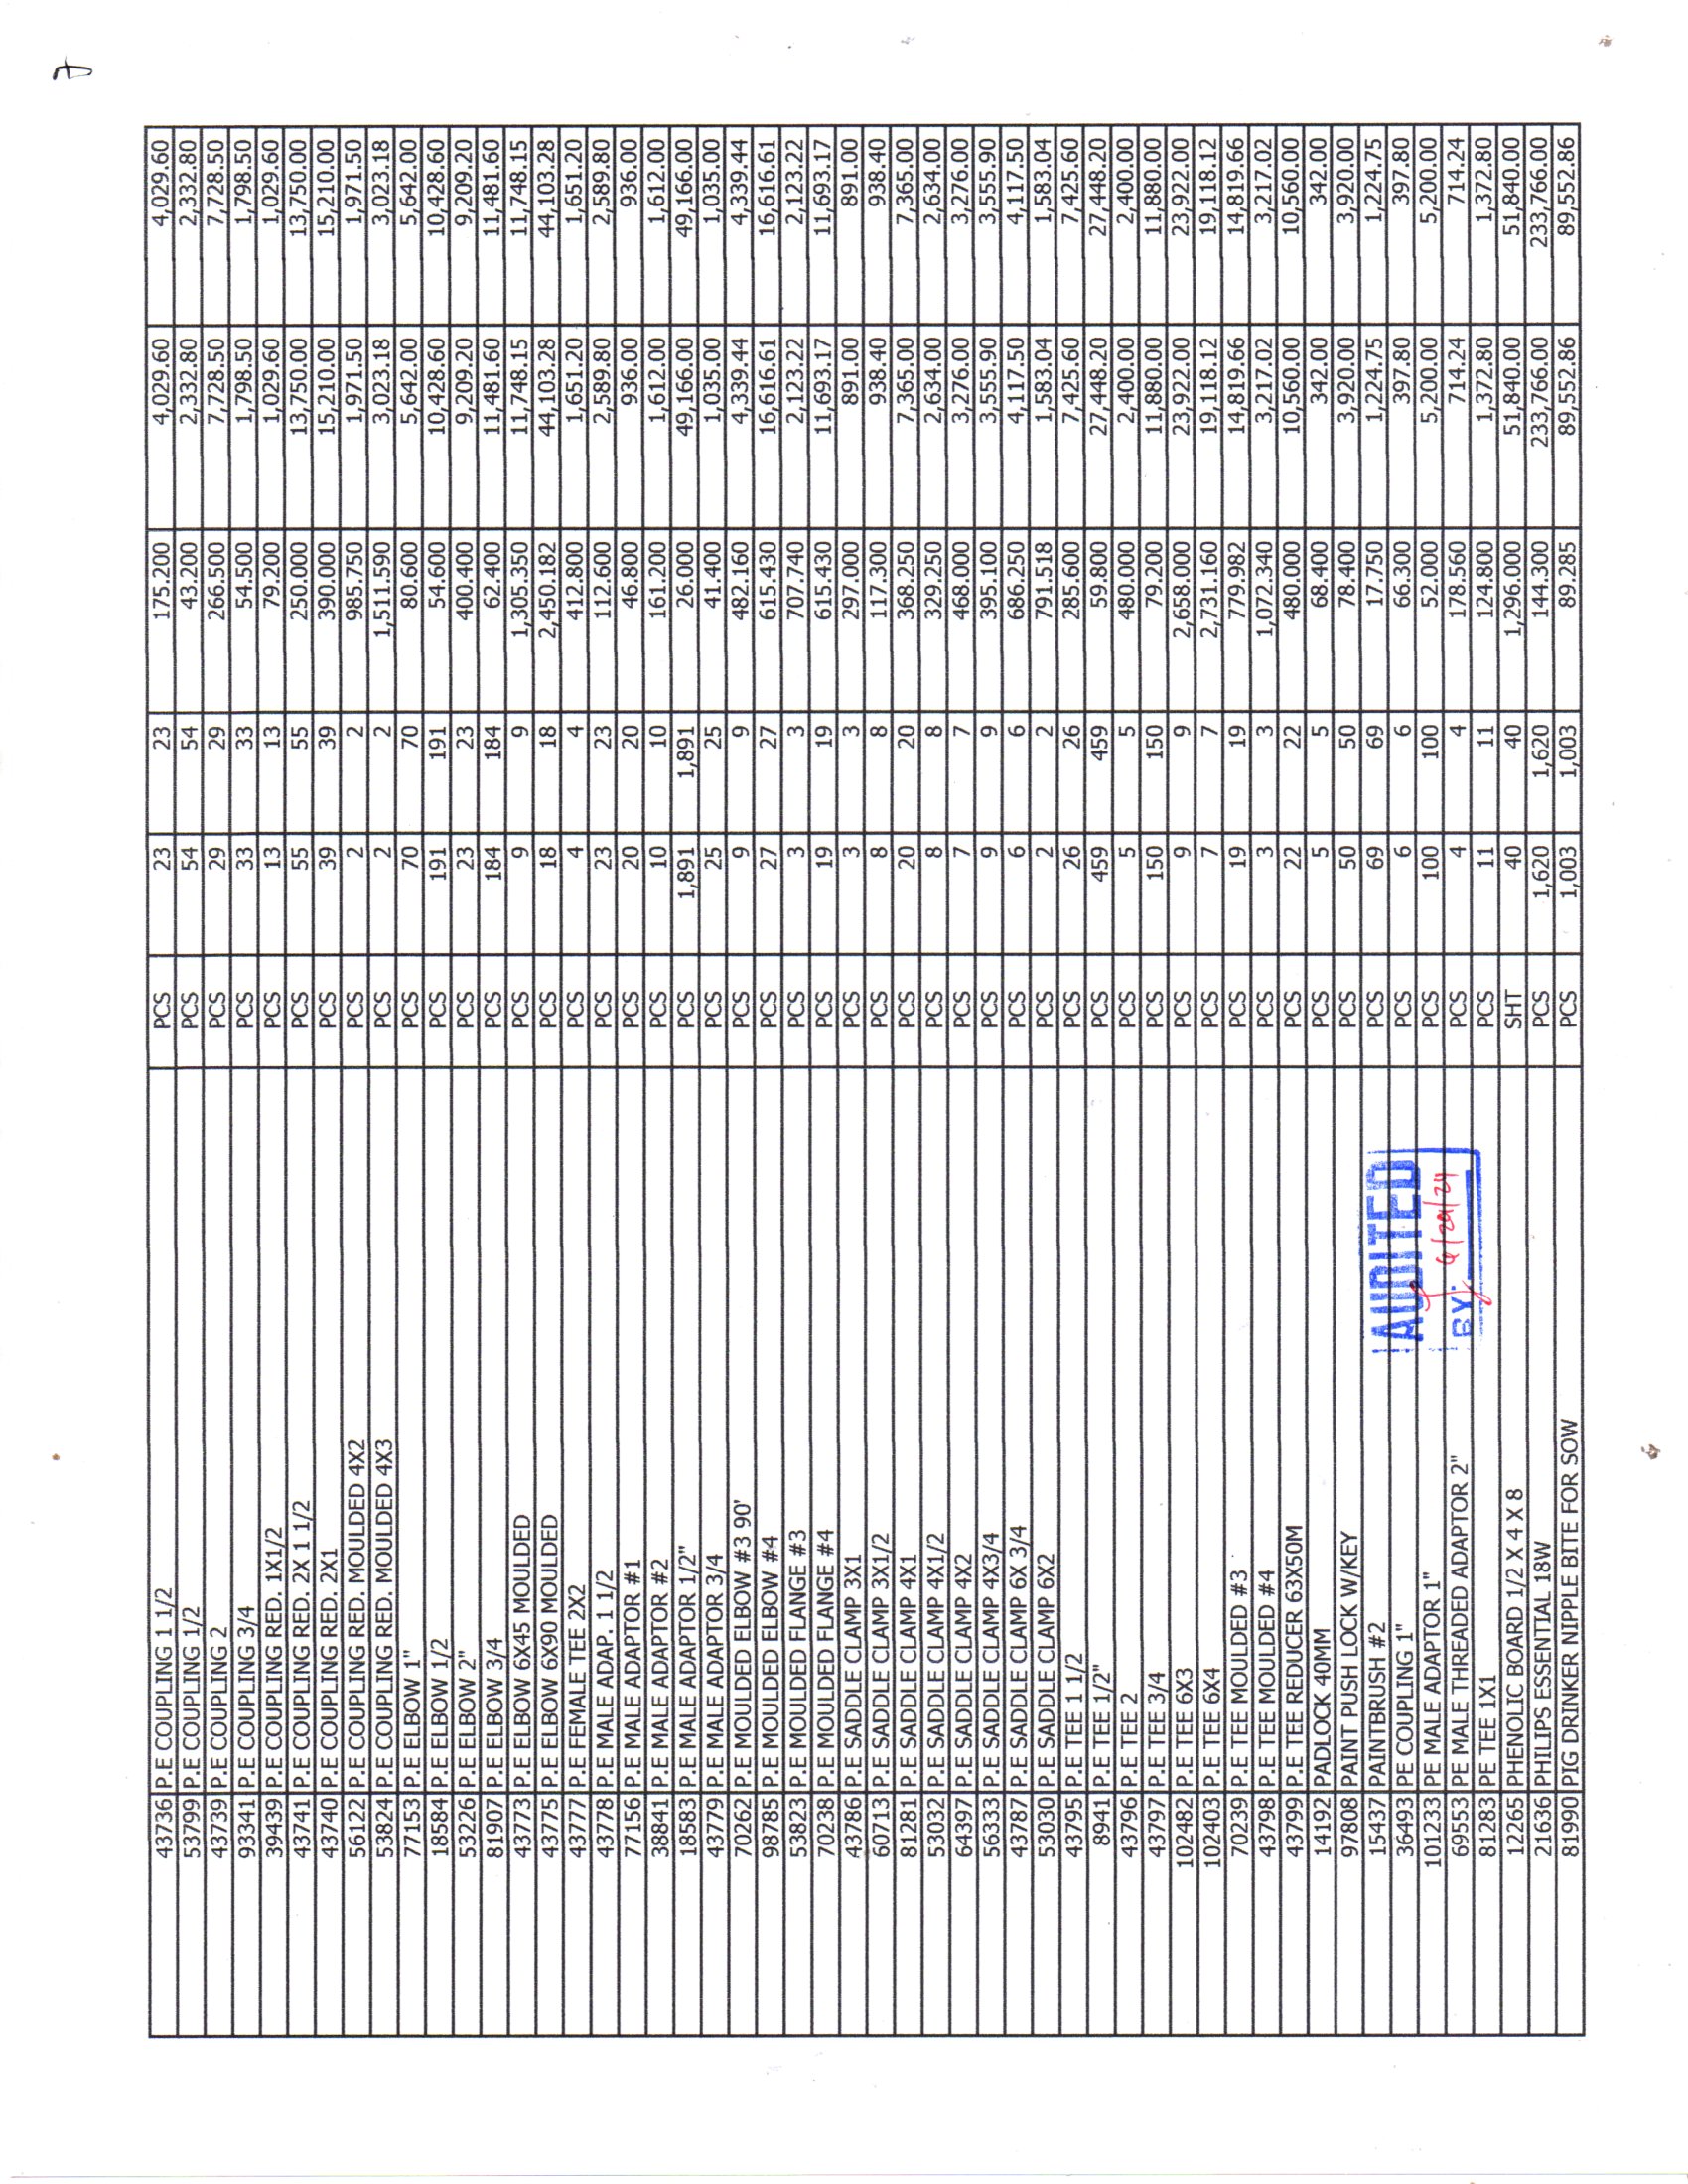 43736 P.E COUPLING 1 1/2 PCS 23 23 175.200 4,029.60 4,029.60
53799 P.E COUPLING 1/2 PCS 54 54 43.200 2,332.80 2,332.80
43739 P.E COUPLING 2 PCS 29 29 266.500 7,728.50 7,728.50
93341 P.E COUPLING 3/4 PCS 33 33 54.500 1,798.50 1,798.50
39439 P.E COUPLING RED. 1X1/2 PCS 13 13 79.200 1,029.60 1,029.60
43741 P.E COUPLING RED. 2X 1 1/2 PCS 55 55 250.000 13,750.00 13,750.00
43740 P.E COUPLING RED. 2X1 PCS 39 39 390.000 15,210.00 15,210.00
56122 P.E COUPLING RED. MOULDED 4X2 PCS 2 2 985.750 1,971.50 1,971.50
53824 P.E COUPLING RED. MOULDED 4X3 PCS 2 2 1,511.590 3,023.18 3,023.18
77153 P.E ELBOW 1" PCS 70 70 80.600 5,642.00 5,642.00
18584 P.E ELBOW 1/2 PCS 191 191 54.600 10,428.60 10,428.60
53226 P.E ELBOW 2" PCS 23 23 400.400 9,209.20 9,209.20
81907 P.E ELBOW 3/4 PCS 184 184 62.400 11,481.60 11,481.60
43773 P.E ELBOW 6X45 MOULDED PCS 9 9 1,305.350 11,748.15 11,748.15
43775 P.E ELBOW 6X90 MOULDED PCS 18 18 2,450.182 44,103.28 44,103.28
43777 P.E FEMALE TEE 2X2 PCS 4 4 412.800 1,651.20 1,651.20
43778 P.E MALE ADAP. 1 1/2 PCS 23 23 112.600 2,589.80 2,589.80
77156 P.E MALE ADAPTOR #1 PCS 20 20 46.800 936.00 936.00
38841 P.E MALE ADAPTOR #2 PCS 10 10 161.200 1,612.00 1,612.00
18583 P.E MALE ADAPTOR 1/2" PCS 1,891 1,891 26.000 49,166.00 49,166.00
43779 P.E MALE ADAPTOR 3/4 PCS 25 25 41.400 1,035.00 1,035.00
70262 P.E MOULDED ELBOW #3 90' PCS 9 9 482.160 4,339.44 4,339.44
98785 P.E MOULDED ELBOW #4 PCS 27 27 615.430 16,616.61 16,616.61
53823 P.E MOULDED FLANGE #3 PCS 3 3 707.740 2,123.22 2,123.22
70238 P.E MOULDED FLANGE #4 PCS 19 19 615.430 11,693.17 11,693.17
43786 P.E SADDLE CLAMP 3X1 PCS 3 3 297.000 891.00 891.00
60713 P.E SADDLE CLAMP 3X1/2 PCS 8 8 117.300 938.40 938.40
81281 P.E SADDLE CLAMP 4X1 PCS 20 20 368.250 7,365.00 7,365.00
53032 P.E SADDLE CLAMP 4X1/2 PCS 8 8 329.250 2,634.00 2,634.00
64397 P.E SADDLE CLAMP 4X2 PCS 7 7 468.000 3,276.00 3,276.00
56333 P.E SADDLE CLAMP 4X3/4 PCS 9 9 395.100 3,555.90 3,555.90
43787 P.E SADDLE CLAMP 6X 3/4 PCS 6 6 686.250 4,117.50 4,117.50
53030 P.E SADDLE CLAMP 6X2 PCS 2 2 791.518 1,583.04 1,583.04
43795 P.E TEE 1 1/2 PCS 26 26 285.600 7,425.60 7,425.60
8941 P.E TEE 1/2" PCS 459 459 59.800 27,448.20 27,448.20
43796 P.E TEE 2 PCS 5 5 480.000 2,400.00 2,400.00
43797 P.E TEE 3/4 PCS 150 150 79.200 11,880.00 11,880.00
102482 P.E TEE 6X3 PCS 9 9 2,658.000 23,922.00 23,922.00
102403 P.E TEE 6X4 PCS 7 7 2,731.160 19,118.12 19,118.12
70239 P.E TEE MOULDED #3 PCS 19 19 779.982 14,819.66 14,819.66
43798 P.E TEE MOULDED #4 PCS 3 3 1,072.340 3,217.02 3,217.02
43799 P.E TEE REDUCER 63X50M PCS 22 22 480.000 10,560.00 10,560.00
14192 PADLOCK 40MM PCS 5 5 68.400 342.00 342.00
97808 PAINT PUSH LOCK W/KEY PCS 50 50 78.400 3,920.00 3,920.00
15437 PAINTBRUSH #2 PCS 69 69 17.750 1,224.75 1,224.75
36493 PE COUPLING 1" PCS 6 6 66.300 397.80 397.80
101233 PE MALE ADAPTOR 1" PCS 100 100 52.000 5,200.00 5,200.00
69553 PE MALE THREADED ADAPTOR 2" PCS 4 4 178.560 714.24 714.24
81283 PE TEE 1X1 PCS 11 11 124.800 1,372.80 1,372.80
12265 PHENOLIC BOARD 1/2 X 4 X 8 SHT 40 40 1,296.000 51,840.00 51,840.00
21636 PHILIPS ESSENTIAL 18W PCS 1,620 1,620 144.300 233,766.00 233,766.00
81990 PIG DRINKER NIPPLE BITE FOR SOW PCS 1,003 1,003 89.285 89,552.86 89,552.86
AUDITED
BY: